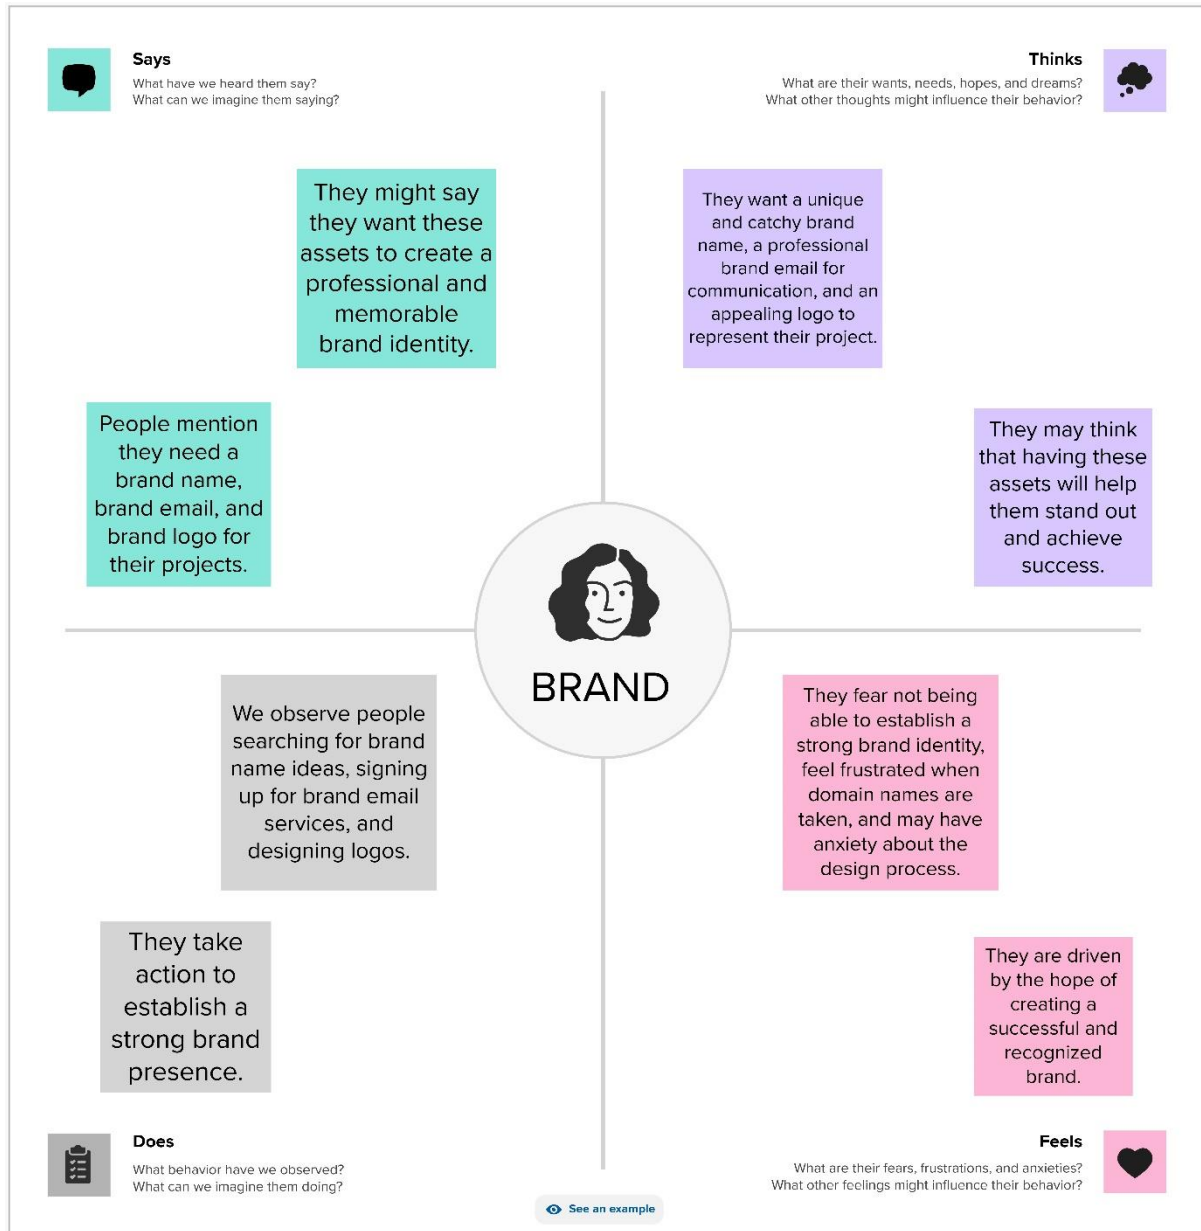 Says
What have we heard them say?
What can we imagine them saying?
Thinks
What are their wants, needs, hopes, and dreams?
What other thoughts might influence their behavior?
They might say
they want these
assets to create a
professional and
memorable
brand identity.
They want a unique
and catchy brand
name, a professional
brand email for
communication, and an
appealing logo to
represent their project.
People mention
they need a
brand name,
brand email, and
brand logo for
their projects.
They may think
that having these
assets will help
them stand out
and achieve
success.
BRAND
We observe people
searching for brand
name ideas, signing
up for brand email
services, and
designing logos.
They fear not being
able to establish a
strong brand identity,
feel frustrated when
domain names are
taken, and may have
anxiety about the
design process.
They take
action to
establish a
strong brand
presence.
They are driven
by the hope of
creating a
successful and
recognized
brand.
Does
What behavior have we observed?
What can we imagine them doing?
Feels
What are their fears, frustrations, and anxieties?
What other feelings might influence their behavior?
See an example